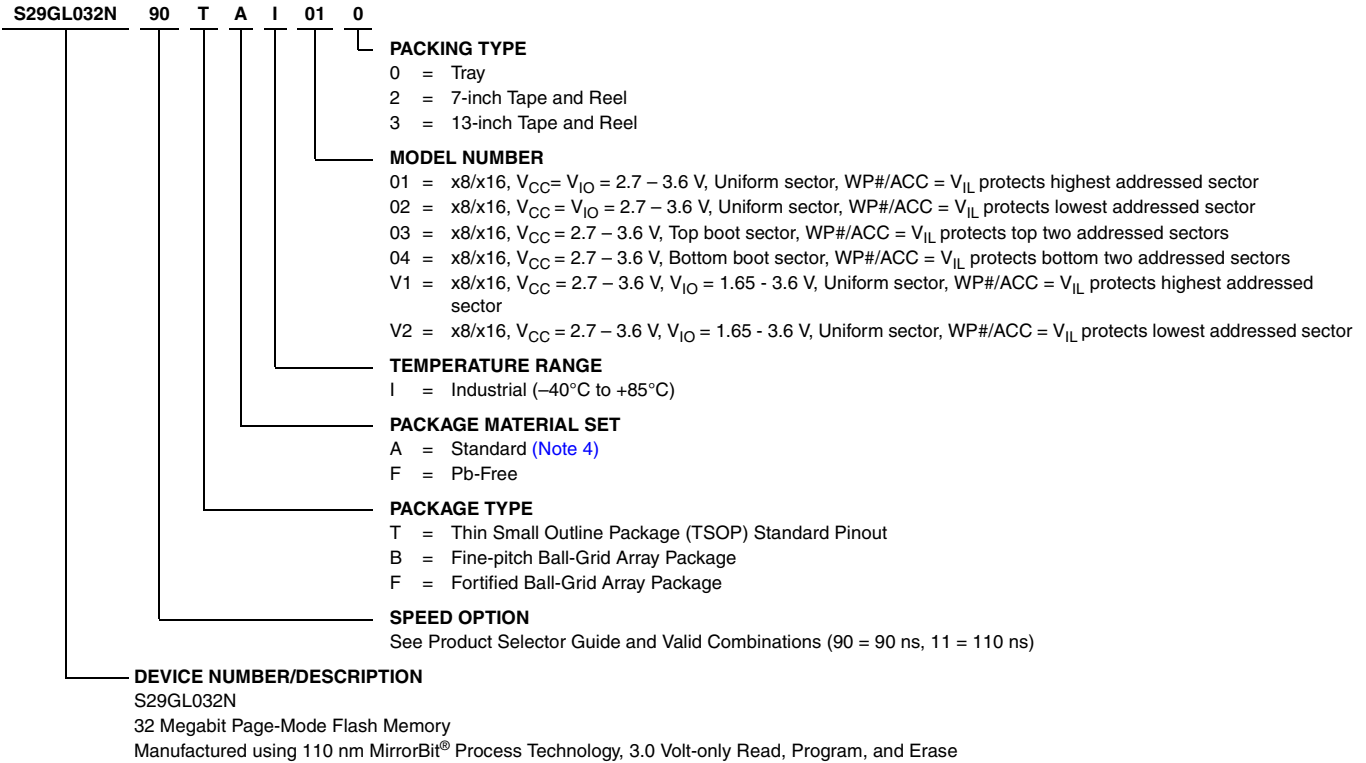 S29GL032N 90 T A I 01 0
PACKING TYPE
0 = Tray
2 = 7-inch Tape and Reel
3 = 13-inch Tape and Reel
MODEL NUMBER
01 = x8/x16, VCC= VIO = 2.7 – 3.6 V, Uniform sector, WP#/ACC = VIL protects highest addressed sector
02 = x8/x16, VCC = VIO = 2.7 – 3.6 V, Uniform sector, WP#/ACC = VIL protects lowest addressed sector
03 = x8/x16, VCC = 2.7 – 3.6 V, Top boot sector, WP#/ACC = VIL protects top two addressed sectors
04 = x8/x16, VCC = 2.7 – 3.6 V, Bottom boot sector, WP#/ACC = VIL protects bottom two addressed sectors
V1 = x8/x16, VCC = 2.7 – 3.6 V, VIO = 1.65 - 3.6 V, Uniform sector, WP#/ACC = VIL protects highest addressed
sector
V2 = x8/x16, VCC = 2.7 – 3.6 V, VIO = 1.65 - 3.6 V, Uniform sector, WP#/ACC = VIL protects lowest addressed sector
TEMPERATURE RANGE
I = Industrial (–40°C to +85°C)
PACKAGE MATERIAL SET
A = Standard (Note 4)
F = Pb-Free
PACKAGE TYPE
T = Thin Small Outline Package (TSOP) Standard Pinout
B = Fine-pitch Ball-Grid Array Package
F = Fortified Ball-Grid Array Package
SPEED OPTION
See Product Selector Guide and Valid Combinations (90 = 90 ns, 11 = 110 ns)
DEVICE NUMBER/DESCRIPTION
S29GL032N
32 Megabit Page-Mode Flash Memory
Manufactured using 110 nm MirrorBit® Process Technology, 3.0 Volt-only Read, Program, and Erase